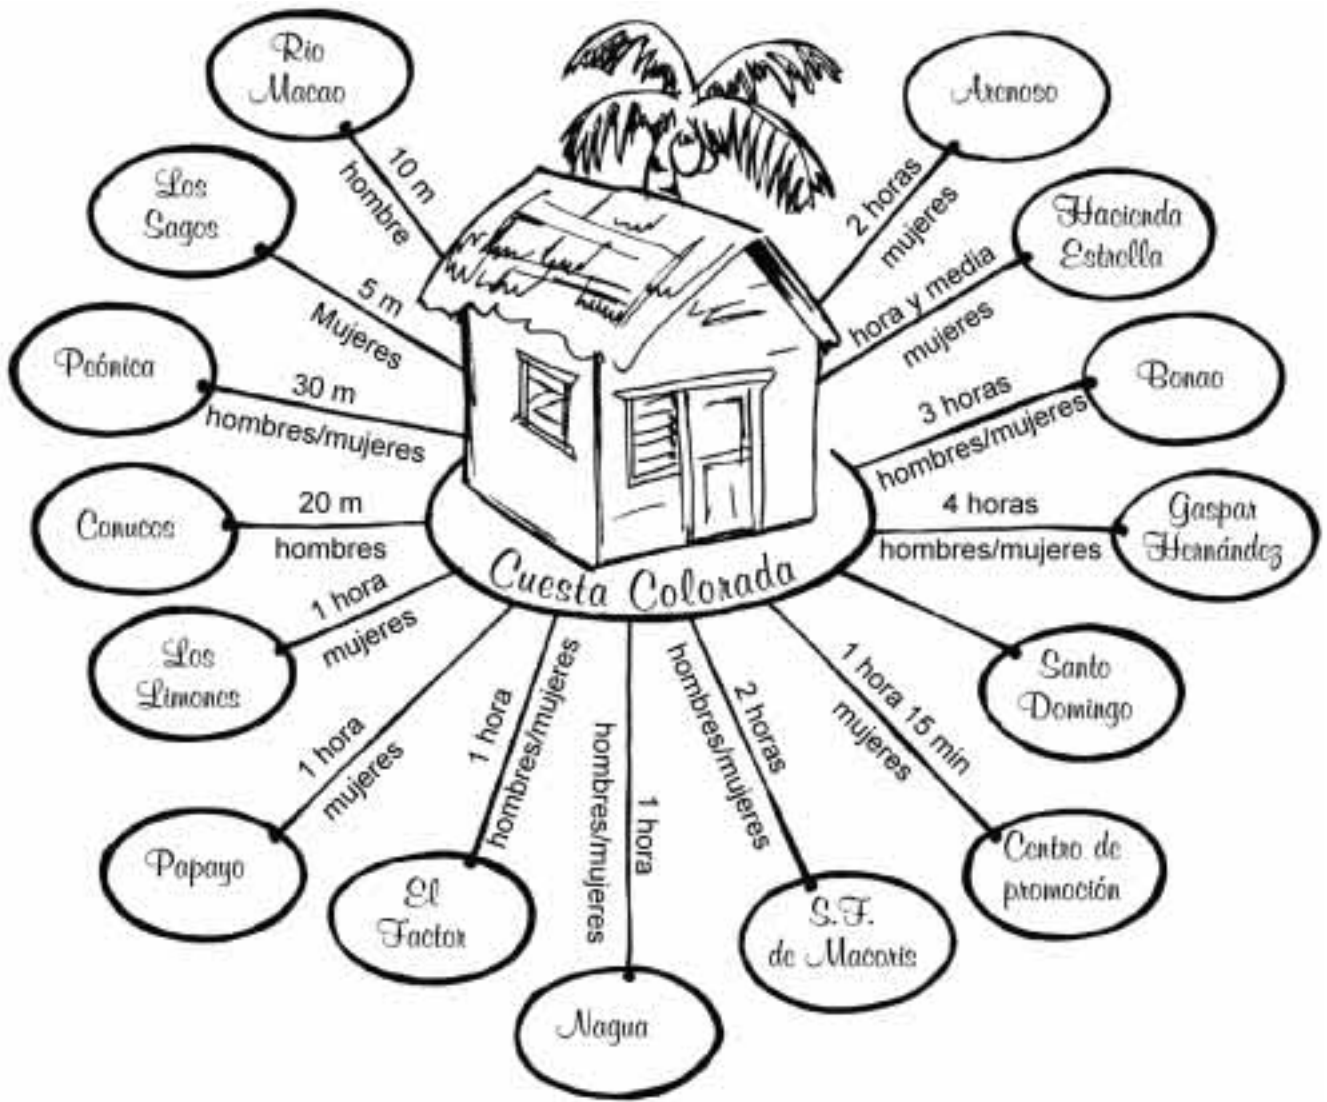 Rio
Macao
10 m
hombre
Los
Sagos
5 m
Mujeres
Peónica
30 m
hombres/mujeres
Conucos
20 m
hombres
Los
Limones
1 hora
mujeres
Papayo
1 hora
mujeres
El
Factor
1 hora
hombres/mujeres
Nagua
1 hora
hombres/mujeres
S.F.
de Macoris
2 horas
hombres/mujeres
Centro de
promoción
1 hora 15 min
mujeres
Santo
Domingo
Gaspar
Hernández
4 horas
hombres/mujeres
Bonao
3 horas
hombres/mujeres
Hacienda
Estrella
hora y media
mujeres
Arenoso
2 horas
mujeres
Cuesta Colorada